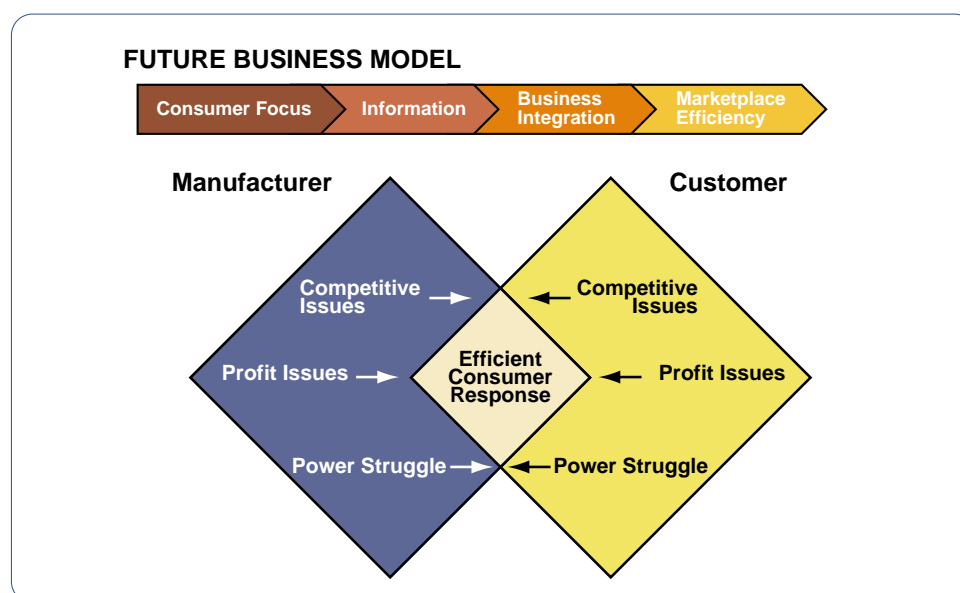 FUTURE BUSINESS MODEL
Consumer Focus
Information
Business
Integration
Marketplace
Efficiency
Manufacturer
Customer
Competitive
Issues
Competitive
Issues
Profit Issues
Efficient
Consumer
Response
Profit Issues
Power Struggle
Power Struggle